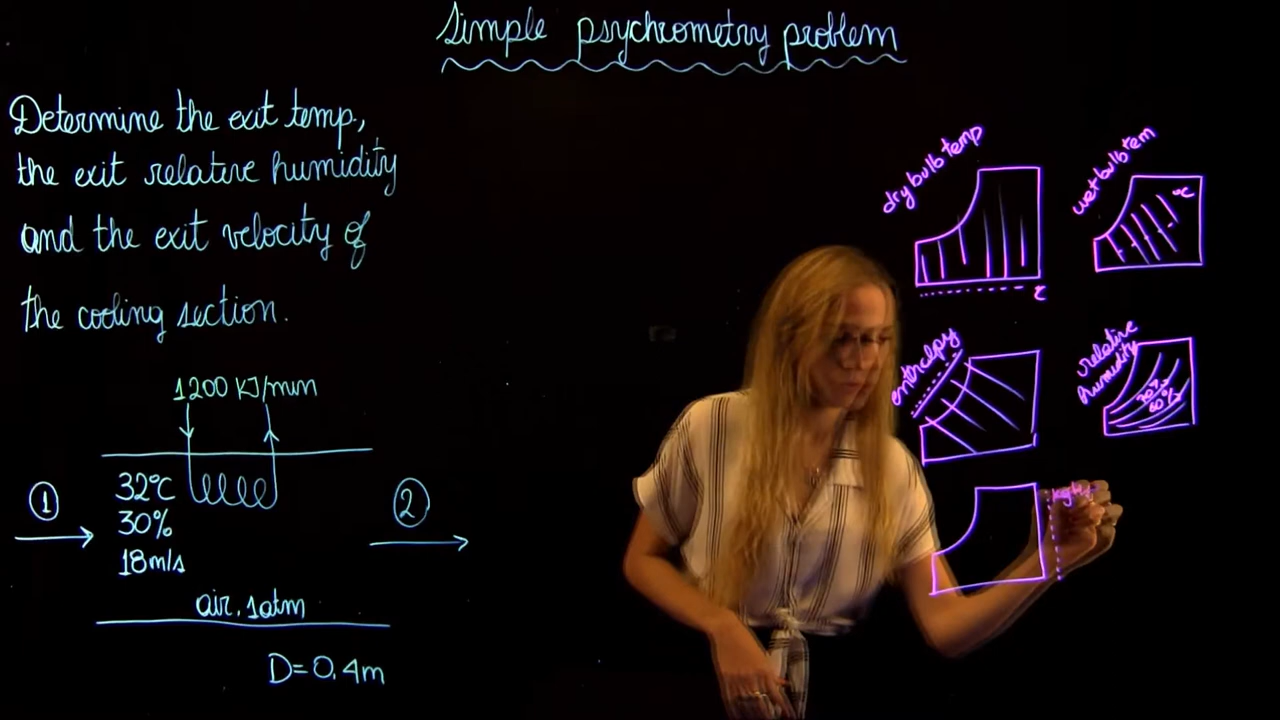 Simple psychrometry problem
Determine the exit temp.,
the exit relative humidity
and the exit velocity of
the cooling section.
1200 KJ/min
1
32°C
30%
18m/s
2
air, 1atm
D=0,4m
dry bulb temp
°C
wet bulb tem
°C
enthalpy
relative
humidity
70%
60%